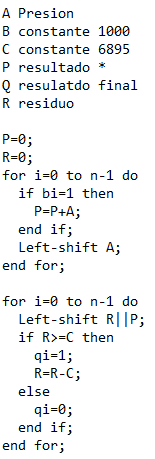 A Presion
B constante 1000
C constante 6895
P resultado *
Q resulatdo final
R residuo
P=0;
R=0;
for i=0 to n-1 do
if bi=1 then
P=P+A;
end if;
Left-shift A;
end for;
for i=0 to n-1 do
Left-shift R||P;
if R>=C then
qi=1;
R=R-C;
else
qi=0;
end if;
end for;